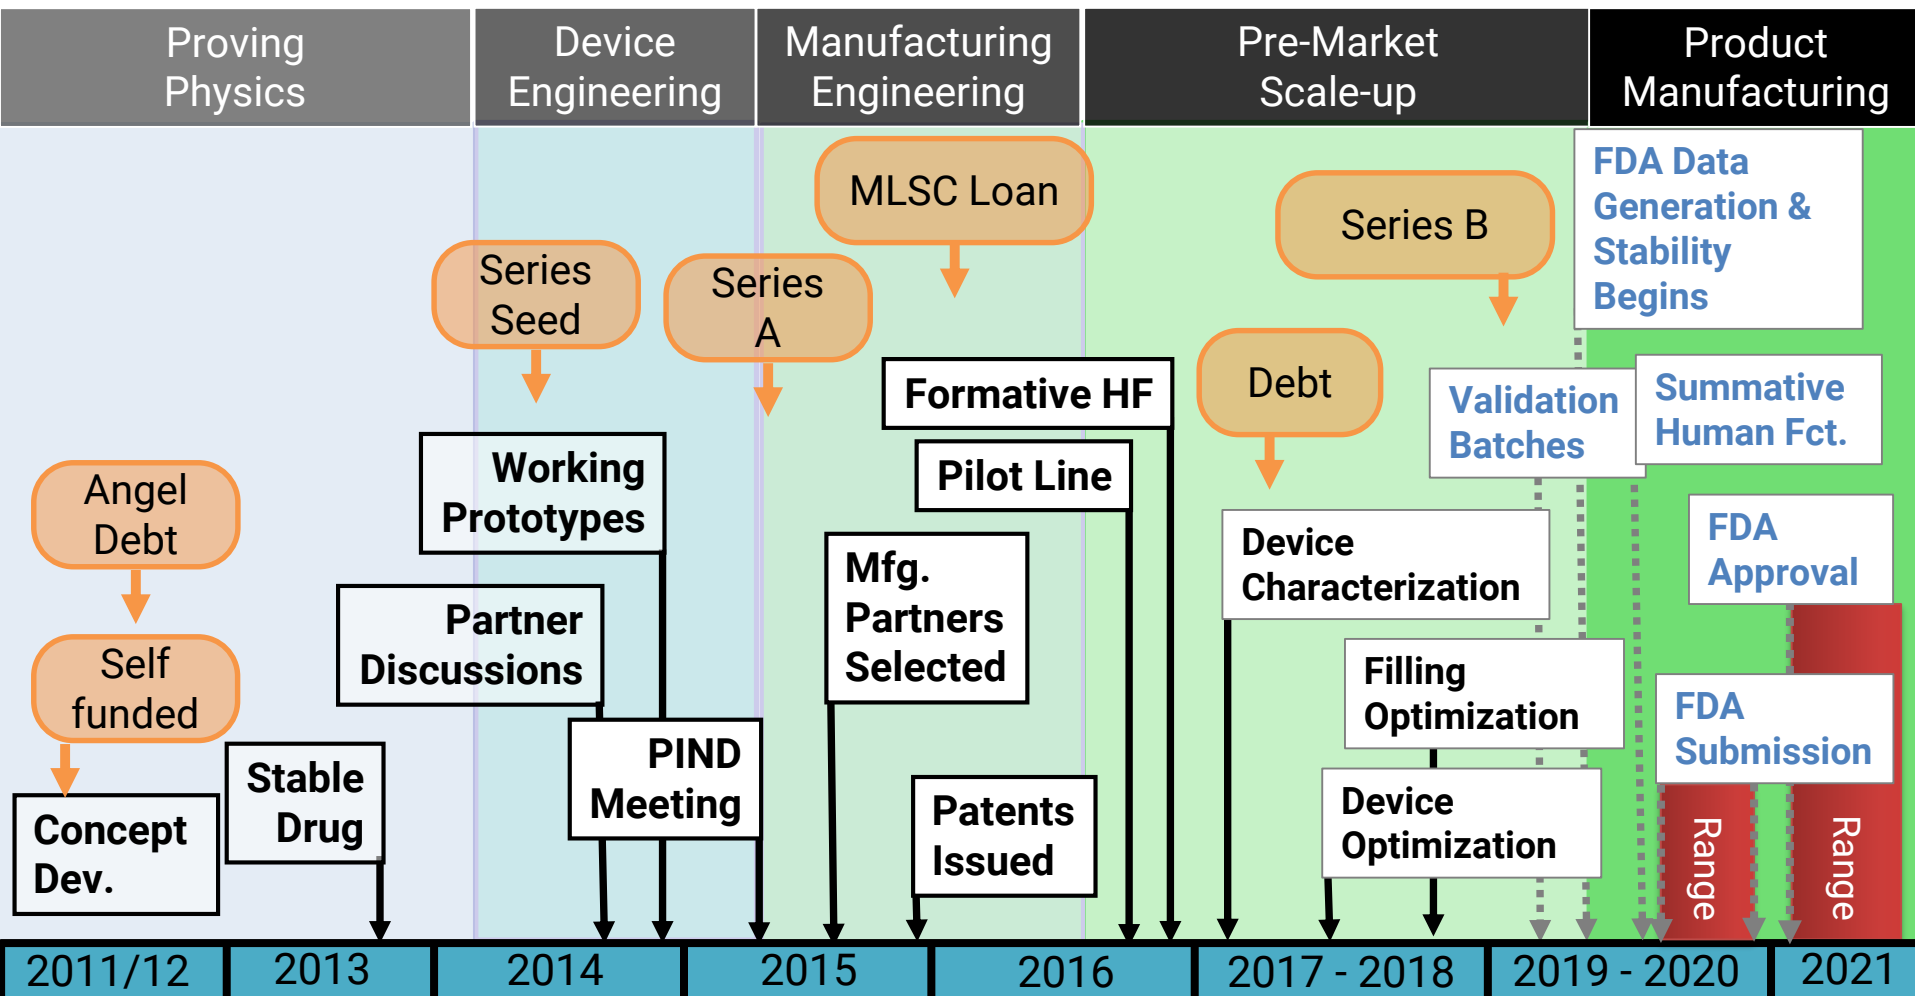 Proving
Physics
Device
Engineering
Manufacturing
Engineering
Pre-Market
Scale-up
Product
Manufacturing
MLSC Loan
Series B
FDA Data
Generation &
Stability
Begins
Series
Seed
Series
A
Formative HF
Debt
Validation
Batches
Summative
Human Fct.
Working
Prototypes
Pilot Line
Angel
Debt
Mfg.
Partners
Selected
Device
Characterization
FDA
Approval
Partner
Discussions
Self
funded
Filling
Optimization
FDA
Submission
PIND
Meeting
Stable
Drug
Concept
Dev.
Patents
Issued
Device
Optimization
Range
Range
2011/12
2013
2014
2015
2016
2017 - 2018
2019 - 2020
2021